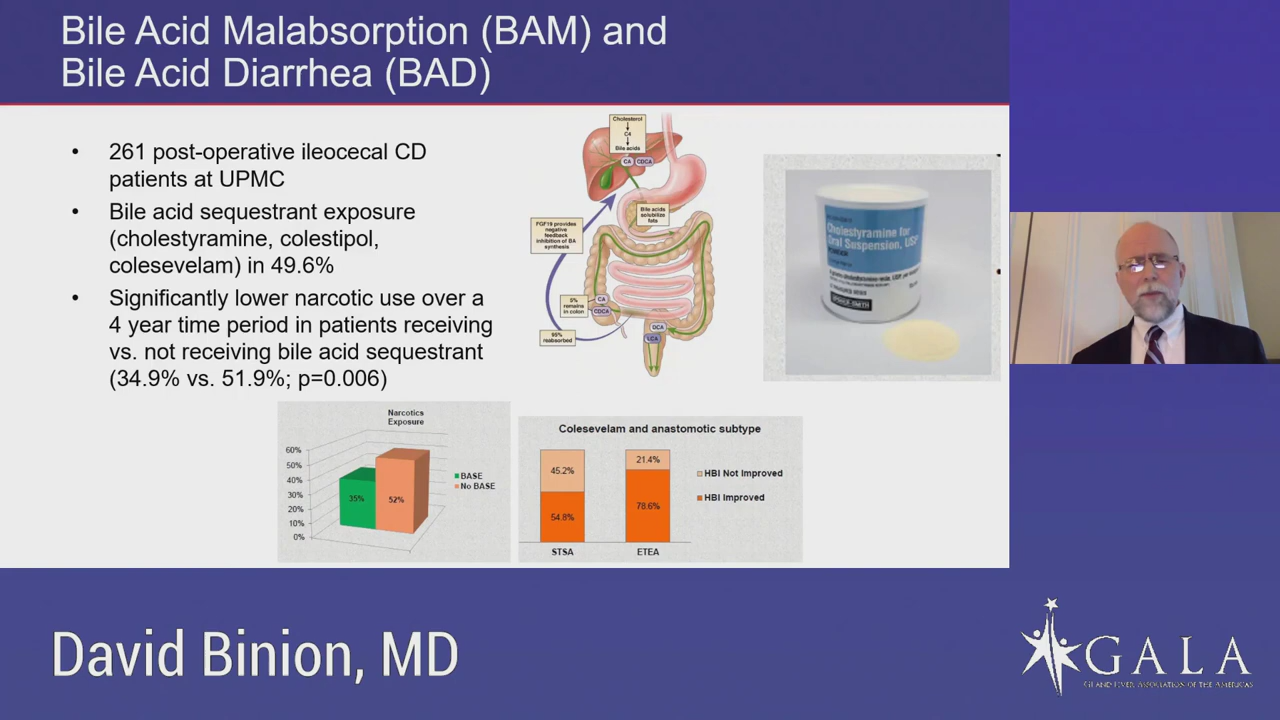 Bile Acid Malabsorption (BAM) and
Bile Acid Diarrhea (BAD)
• 261 post-operative ileocecal CD
patients at UPMC
• Bile acid sequestrant exposure
(cholestyramine, colestipol,
colesevelam) in 49.6%
• Significantly lower narcotic use over a
4 year time period in patients receiving
vs. not receiving bile acid sequestrant
(34.9% vs. 51.9%; p=0.006)
Cholesterol
C4
Bile acids
CA CDCA
Bile acids
solubilize
fats
FGF19 provides
negative
feedback
inhibition of BA
synthesis
5%
remains
in colon
CA
CDCA
95%
reabsorbed
DCA
LCA
Cholestyramine for
Oral Suspension, USP
POWDER
Narcotics
Exposure
60%
50%
40%
30%
20%
10%
0%
35%
52%
BASE
No BASE
Colesevelam and anastomotic subtype
45.2%
54.8%
21.4%
78.6%
STSA
ETEA
HBI Not Improved
HBI Improved
David Binion, MD
GALA
GI AND LIVER ASSOCIATION OF THE AMERICAS